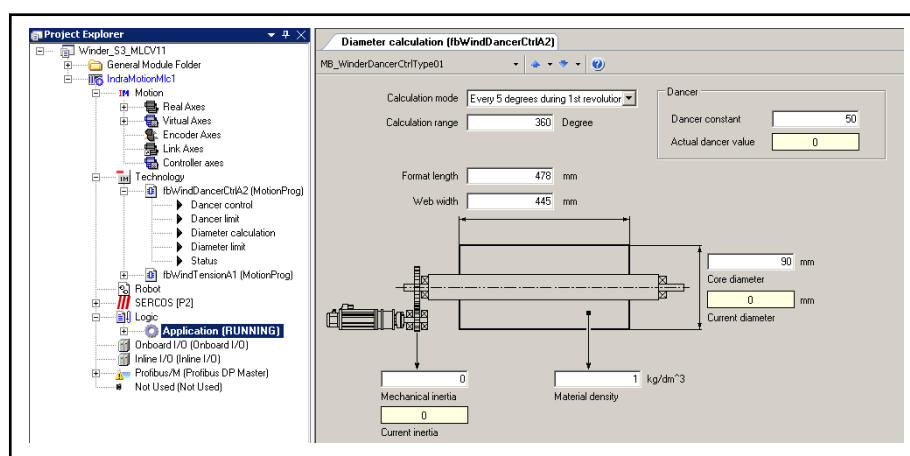 Project Explorer
Winder_S3_MLCV11
General Module Folder
IndraMotionMlc1
IM Motion
Real Axes
Virtual Axes
Encoder Axes
Link Axes
Controller axes
IM Technology
fbWindDancerCtrlA2 (MotionProg)
Dancer control
Dancer limit
Diameter calculation
Diameter limit
Status
fbWindTensionA1 (MotionProg)
Robot
SERCOS [P2]
Logic
Application (RUNNING)
Onboard I/O (Onboard I/O)
Inline I/O (Inline I/O)
Profibus/M (Profibus DP Master)
Not Used (Not Used)
Diameter calculation (fbWindDancerCtrlA2)
MB_WinderDancerCtrlType01
Calculation mode Every 5 degrees during 1st revolution
Calculation range 360 Degree
Dancer
Dancer constant 50
Actual dancer value 0
Format length 478 mm
Web width 445 mm
90 mm
Core diameter
0 mm
Current diameter
0
Mechanical inertia
0
Current inertia
1 kg/dm^3
Material density